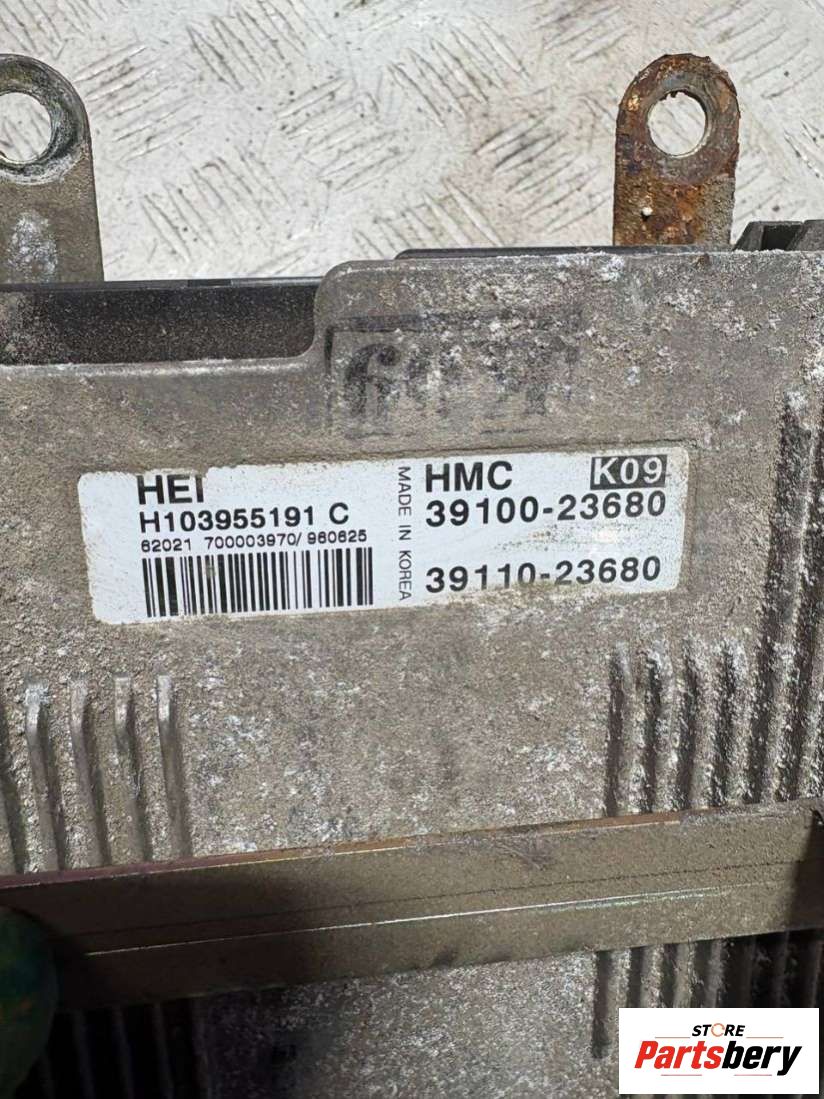 HEI
H103955191 C
62021 700003970/ 960625
MADE IN KOREA
HMC K09
39100-23680
39110-23680
STORE
Partsbery